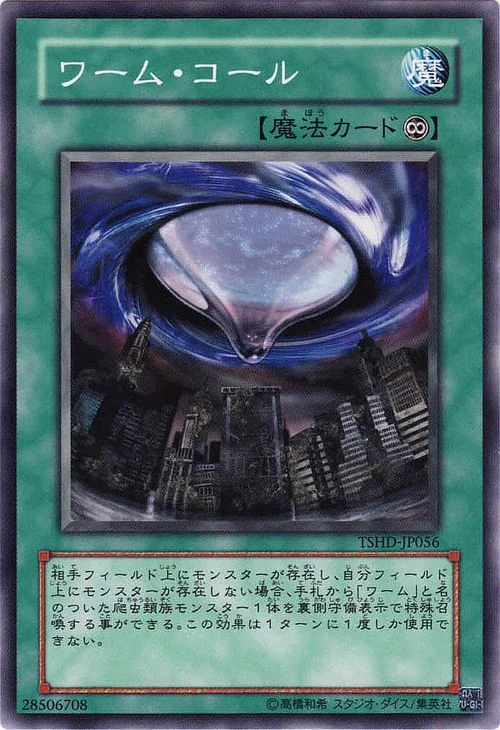 ワーム・コール
魔
【魔法カード】
TSHD-JP056
相手フィールド上にモンスターが存在し、自分フィールド
上にモンスターが存在しない場合、手札から「ワーム」と名
のついた爬虫類族モンスター1体を裏側守備表示で特殊召
喚する事ができる。この効果は1ターンに1度しか使用で
きない。
28506708
©高橋和希 スタジオ・ダイス/集英社